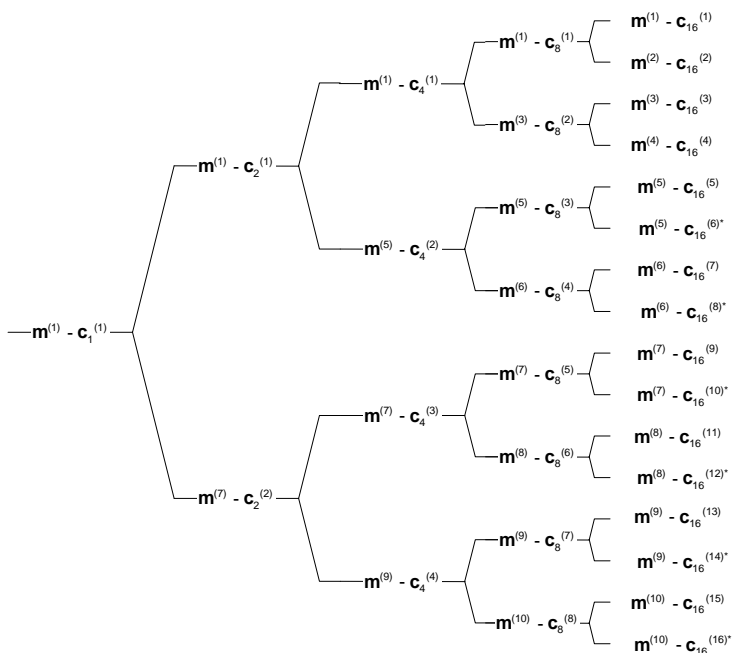 m(1) - c16(1)
m(1) - c8(1)
m(2) - c16(2)
m(1) - c4(1)
m(3) - c16(3)
m(3) - c8(2)
m(4) - c16(4)
m(1) - c2(1)
m(5) - c16(5)
m(5) - c8(3)
m(5) - c16(6)*
m(5) - c4(2)
m(6) - c16(7)
m(6) - c8(4)
m(6) - c16(8)*
m(1) - c1(1)
m(7) - c16(9)
m(7) - c8(5)
m(7) - c16(10)*
m(7) - c4(3)
m(8) - c16(11)
m(8) - c8(6)
m(8) - c16(12)*
m(7) - c2(2)
m(9) - c16(13)
m(9) - c8(7)
m(9) - c16(14)*
m(9) - c4(4)
m(10) - c16(15)
m(10) - c8(8)
m(10) - c16(16)*